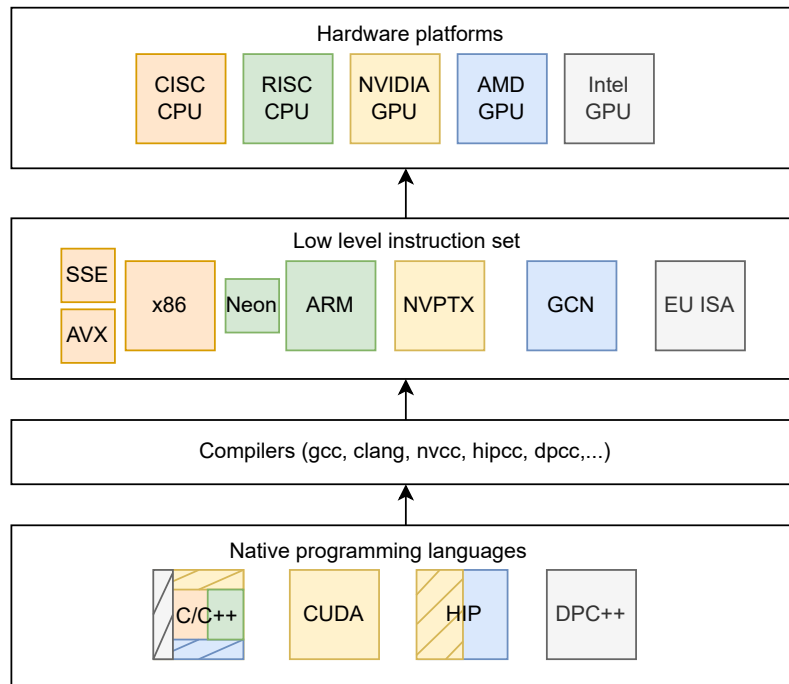 Hardware platforms
CISC
CPU
RISC
CPU
NVIDIA
GPU
AMD
GPU
Intel
GPU
Low level instruction set
SSE
AVX
x86
Neon
ARM
NVPTX
GCN
EU ISA
Compilers (gcc, clang, nvcc, hipcc, dpcc,...)
Native programming languages
C/C++
CUDA
HIP
DPC++